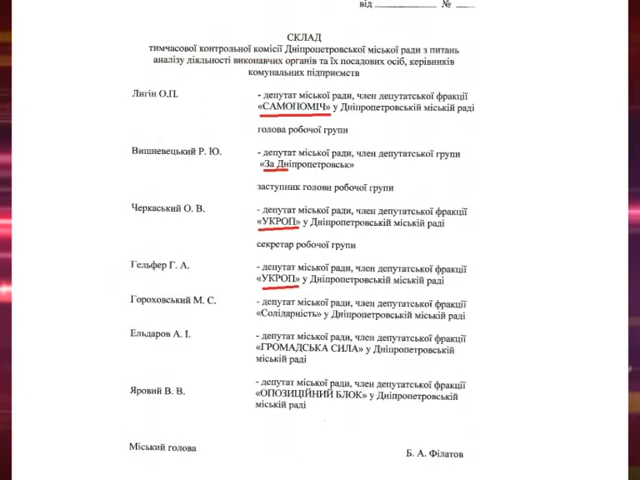 від ____________ № ____
СКЛАД
тимчасової контрольної комісії Дніпропетровської міської ради з питань
аналізу діяльності виконавчих органів та їх посадових осіб, керівників
комунальних підприємств
Лигін О.П. - депутат міської ради, член депутатської фракції
«САМОПОМІЧ» у Дніпропетровській міській раді
голова робочої групи
Вишневецький Р. Ю. - депутат міської ради, член депутатської групи
«За Дніпропетровськ»
заступник голови робочої групи
Черкаський О. В. - депутат міської ради, член депутатської фракції
«УКРОП» у Дніпропетровській міській раді
секретар робочої групи
Гельфер Г. А. - депутат міської ради, член депутатської фракції
«УКРОП» у Дніпропетровській міській раді
Гороховський М. С. - депутат міської ради, член депутатської фракції
«Солідарність» у Дніпропетровській міській раді
Ельдаров А. І. - депутат міської ради, член депутатської фракції
«ГРОМАДСЬКА СИЛА» у Дніпропетровській
міській раді
Яровий В. В. - депутат міської ради, член депутатської фракції
«ОПОЗИЦІЙНИЙ БЛОК» у Дніпропетровській
міській раді
Міський голова Б. А. Філатов